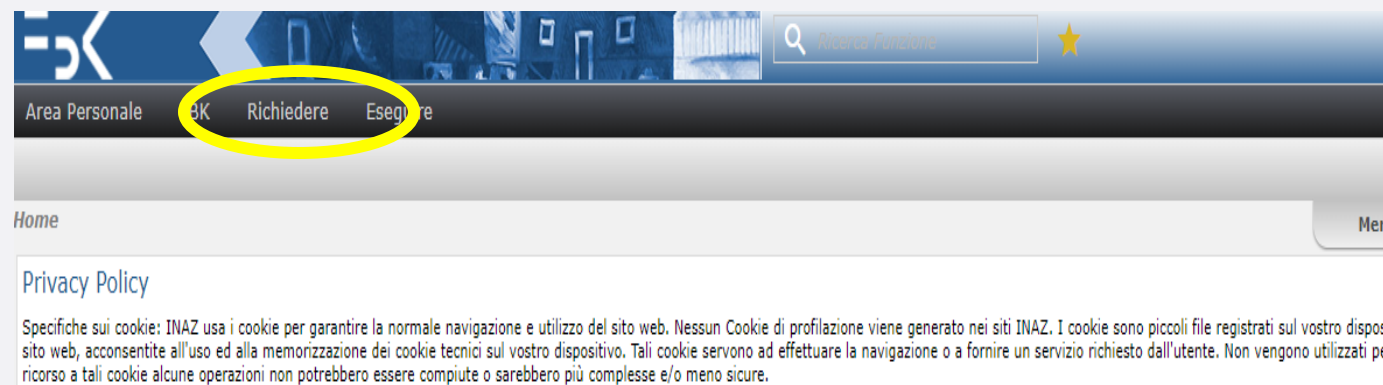 Ricerca Funzione
Area Personale BK Richiedere Eseguire
Home
Privacy Policy
Specifiche sui cookie: INAZ usa i cookie per garantire la normale navigazione e utilizzo del sito web. Nessun Cookie di profilazione viene generato nei siti INAZ. I cookie sono piccoli file registrati sul vostro dispos
sito web, acconsentite all'uso ed alla memorizzazione dei cookie tecnici sul vostro dispositivo. Tali cookie servono ad effettuare la navigazione o a fornire un servizio richiesto dall'utente. Non vengono utilizzati pe
ricorso a tali cookie alcune operazioni non potrebbero essere compiute o sarebbero più complesse e/o meno sicure.